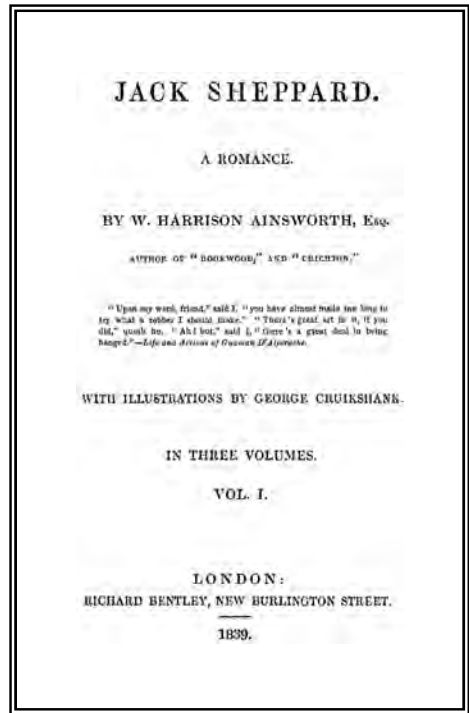 JACK SHEPPARD.
A ROMANCE.
BY W. HARRISON AINSWORTH, Esq.
AUTHOR OF "ROOKWOOD," AND "CRICHTON."
"Upon my word, friend," said I, "you have almost made me long to
try what a robber I should make." "There's great art in it, if you
did," quoth he. "Ah! but," said I, "there's a great deal in being
hanged."—Life and Actions of Guzman D'Alfarache.
WITH ILLUSTRATIONS BY GEORGE CRUIKSHANK.
IN THREE VOLUMES.
VOL. I.
LONDON:
RICHARD BENTLEY, NEW BURLINGTON STREET.
1839.